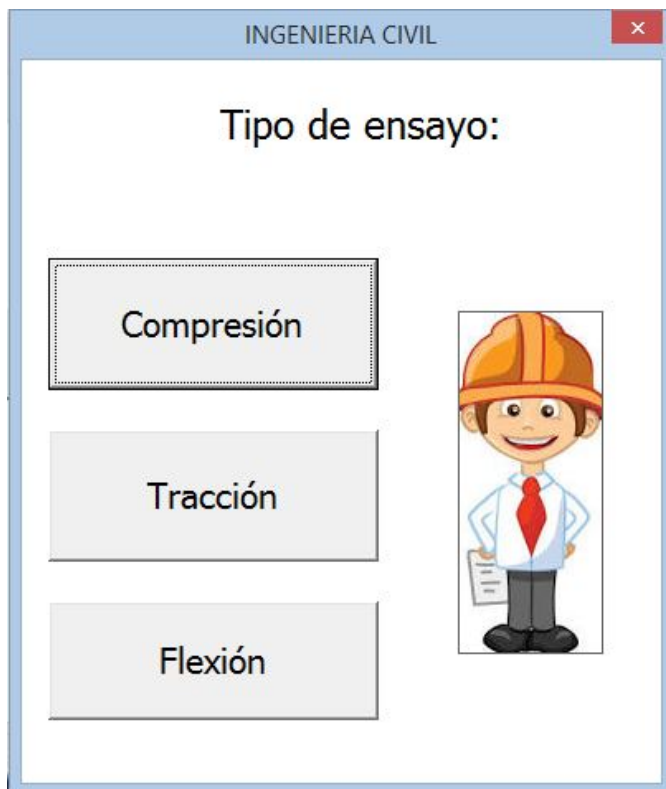 INGENIERIA CIVIL
Tipo de ensayo:
Compresión
Tracción
Flexión